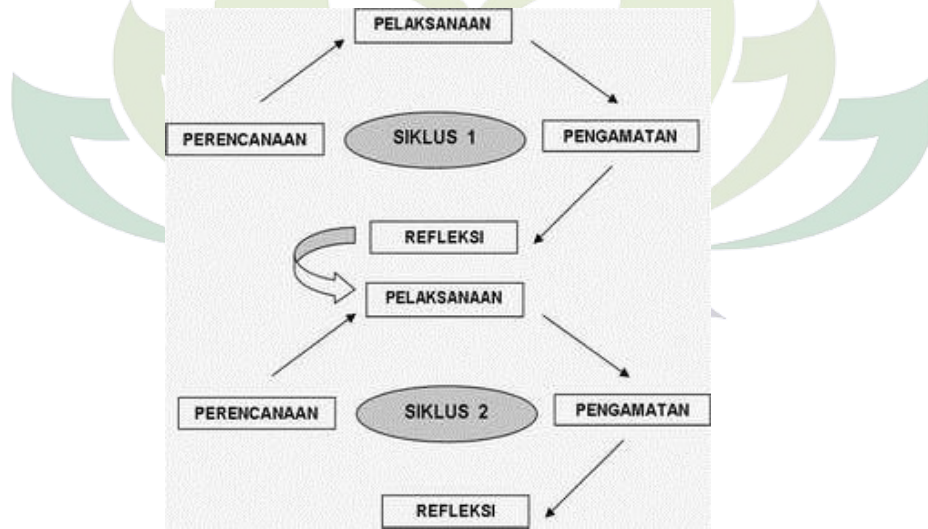 PELAKSANAAN
PERENCANAAN
SIKLUS 1
PENGAMATAN
REFLEKSI
PELAKSANAAN
PERENCANAAN
SIKLUS 2
PENGAMATAN
REFLEKSI